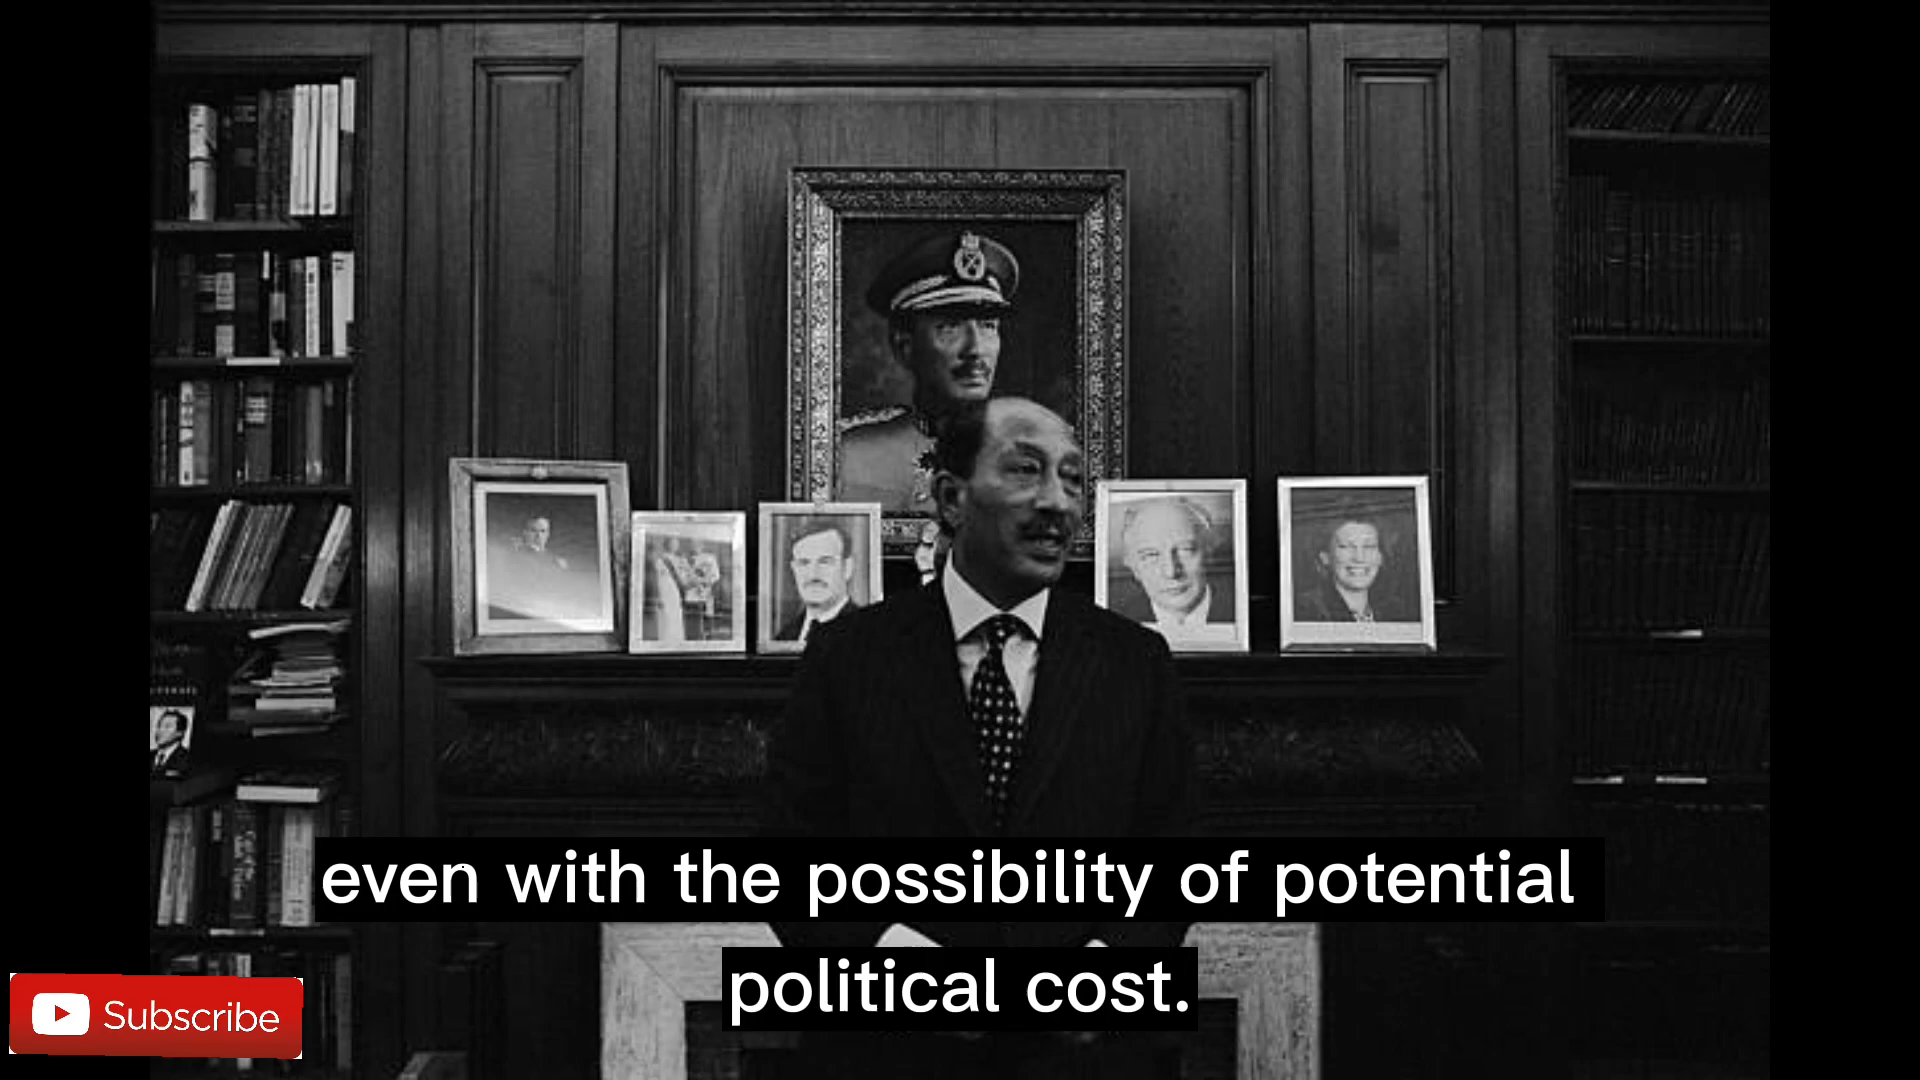 even with the possibility of potential
political cost.
Subscribe